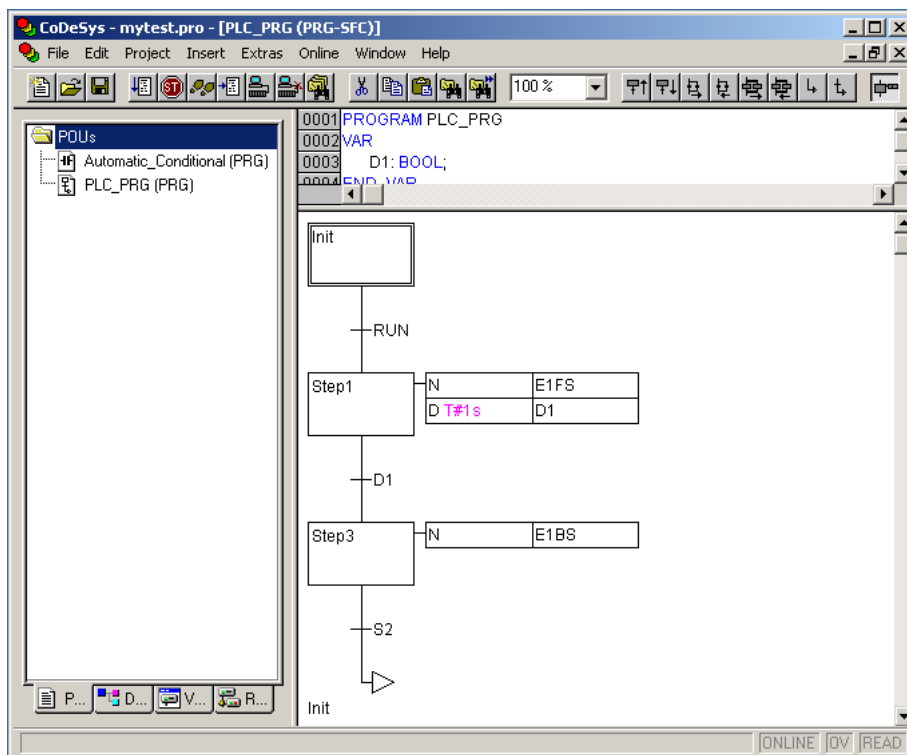 CoDeSys - mytest.pro - [PLC_PRG (PRG-SFC)]
File Edit Project Insert Extras Online Window Help
100 %
POUs
Automatic_Conditional (PRG)
PLC_PRG (PRG)
0001 PROGRAM PLC_PRG
0002 VAR
0003 D1: BOOL;
0004 END_VAR
Init
RUN
Step1
N E1FS
D T#1s D1
D1
Step3 N E1BS
S2
Init
P... D... V... R...
ONLINE OV READ